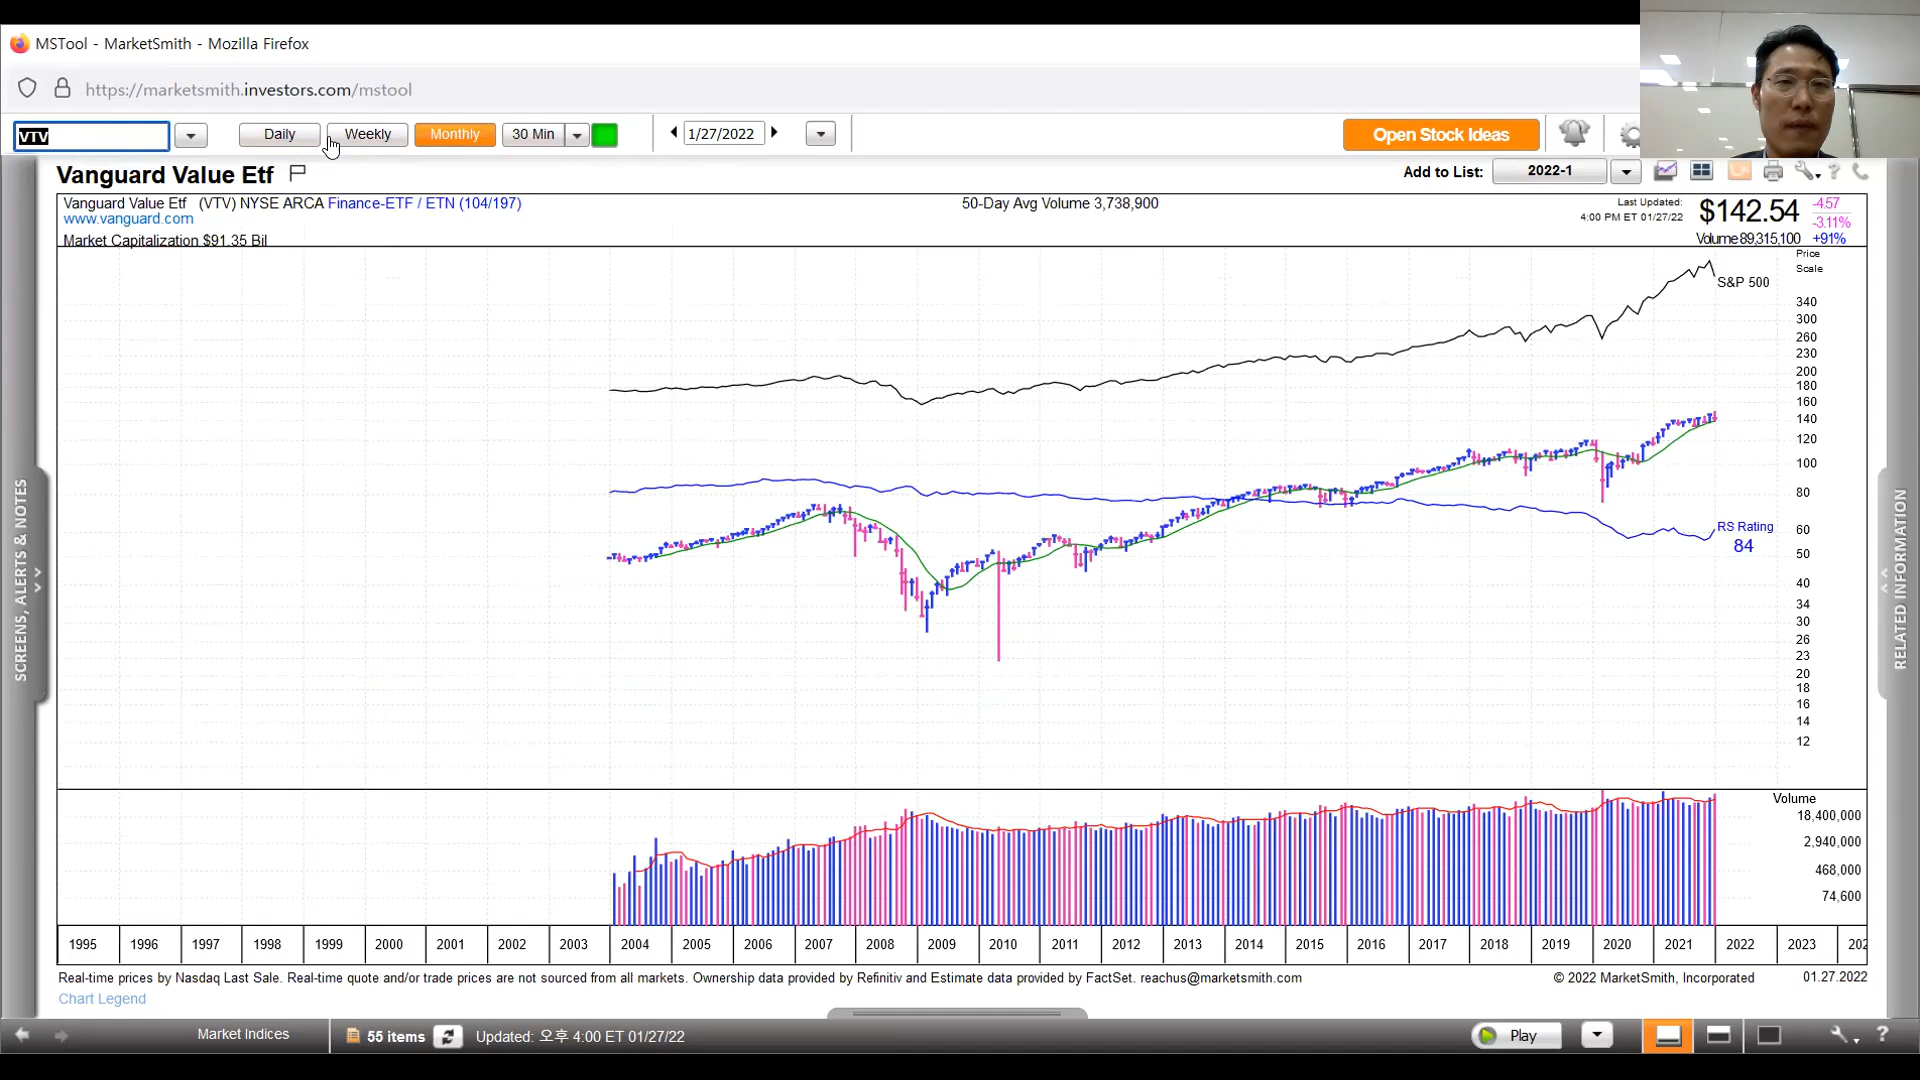 MSTool - MarketSmith - Mozilla Firefox
https://marketsmith.investors.com/mstool
VTV
Daily
Weekly
Monthly
30 Min
1/27/2022
Open Stock Ideas
Vanguard Value Etf
Add to List:
2022-1
Vanguard Value Etf (VTV) NYSE ARCA Finance-ETF / ETN (104/197)
50-Day Avg Volume 3,738,900
Last Updated:
4:00 PM ET 01/27/22
$142.54
-4.57
-3.11%
www.vanguard.com
Market Capitalization $91.35 Bil
Volume 89,315,100 +91%
Price
Scale
S&P 500
340
300
260
230
200
180
160
140
120
100
80
RS Rating
84
60
50
40
34
30
26
23
20
18
16
14
12
Volume
18,400,000
2,940,000
468,000
74,600
1995 1996 1997 1998 1999 2000 2001 2002 2003 2004 2005 2006 2007 2008 2009 2010 2011 2012 2013 2014 2015 2016 2017 2018 2019 2020 2021 2022 2023 202
SCREENS, ALERTS & NOTES
RELATED INFORMATION
Real-time prices by Nasdaq Last Sale. Real-time quote and/or trade prices are not sourced from all markets. Ownership data provided by Refinitiv and Estimate data provided by FactSet. reachus@marketsmith.com
© 2022 MarketSmith, Incorporated
01.27.2022
Chart Legend
Market Indices
55 items
Updated: 오후 4:00 ET 01/27/22
Play